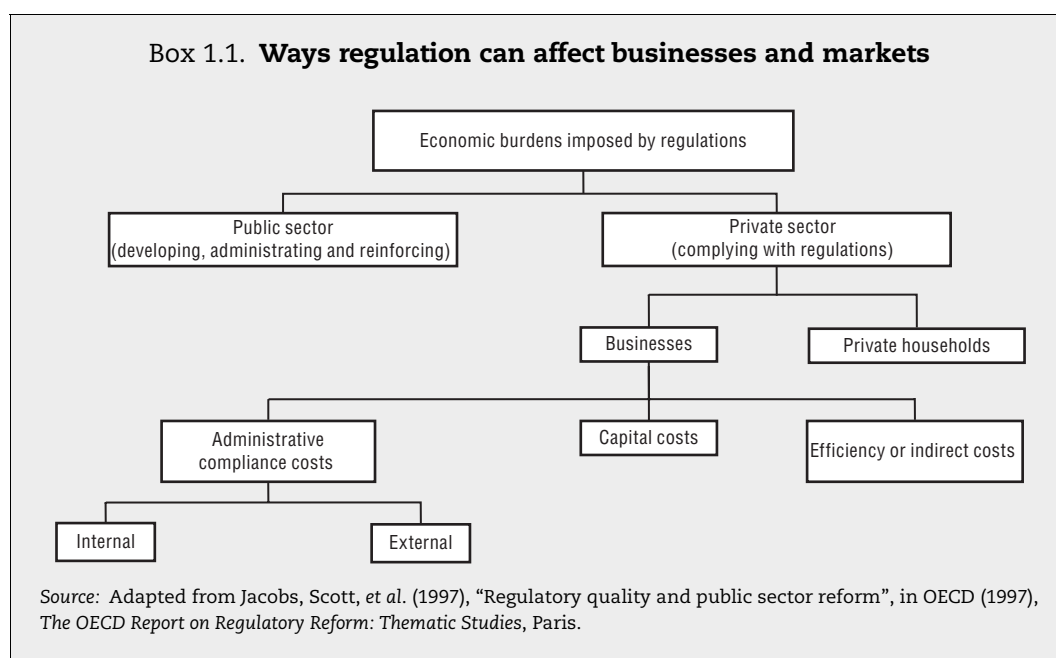 Box 1.1. Ways regulation can affect businesses and markets
Economic burdens imposed by regulations
Public sector
(developing, administrating and reinforcing)
Private sector
(complying with regulations)
Businesses
Private households
Administrative
compliance costs
Capital costs
Efficiency or indirect costs
Internal
External
Source: Adapted from Jacobs, Scott, et al. (1997), “Regulatory quality and public sector reform”, in OECD (1997),
The OECD Report on Regulatory Reform: Thematic Studies, Paris.